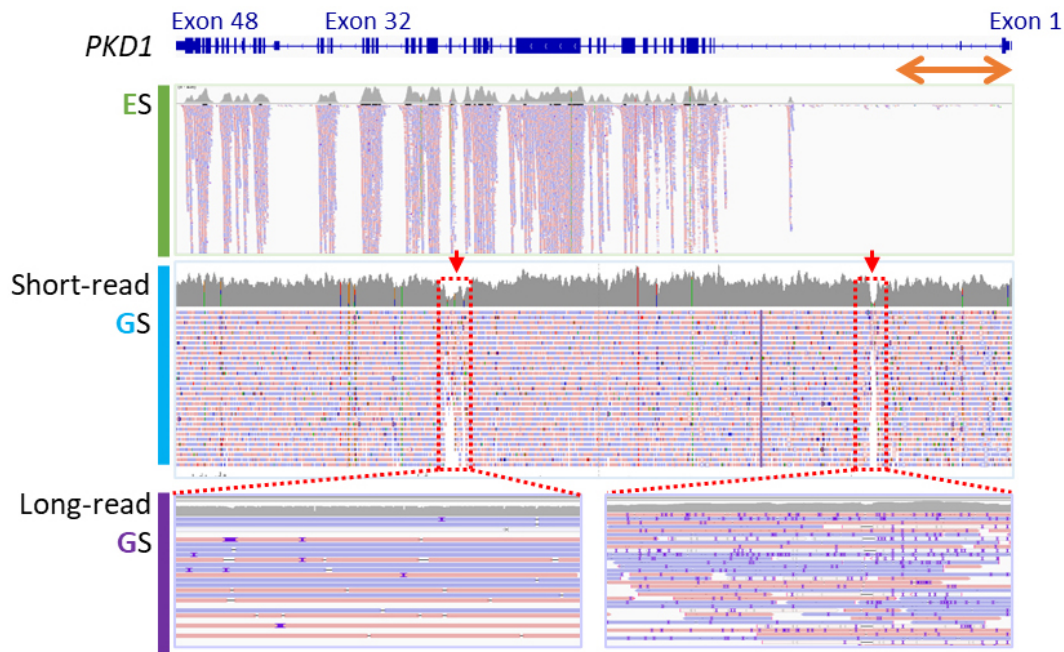 Exon 48 Exon 32 Exon 1
PKD1
ES
Short-read
GS
Long-read
GS